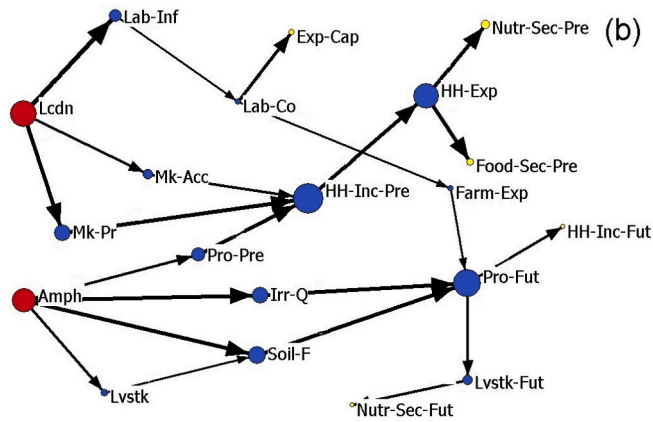 Lab-Inf
Nutr-Sec-Pre
(b)
Exp-Cap
HH-Exp
Lcdn
Lab-Co
Food-Sec-Pre
Mk-Acc
HH-Inc-Pre
Farm-Exp
Mk-Pr
HH-Inc-Fut
Pro-Pre
Pro-Fut
Amph
Irr-Q
Soil-F
Lvstk
Lvstk-Fut
Nutr-Sec-Fut